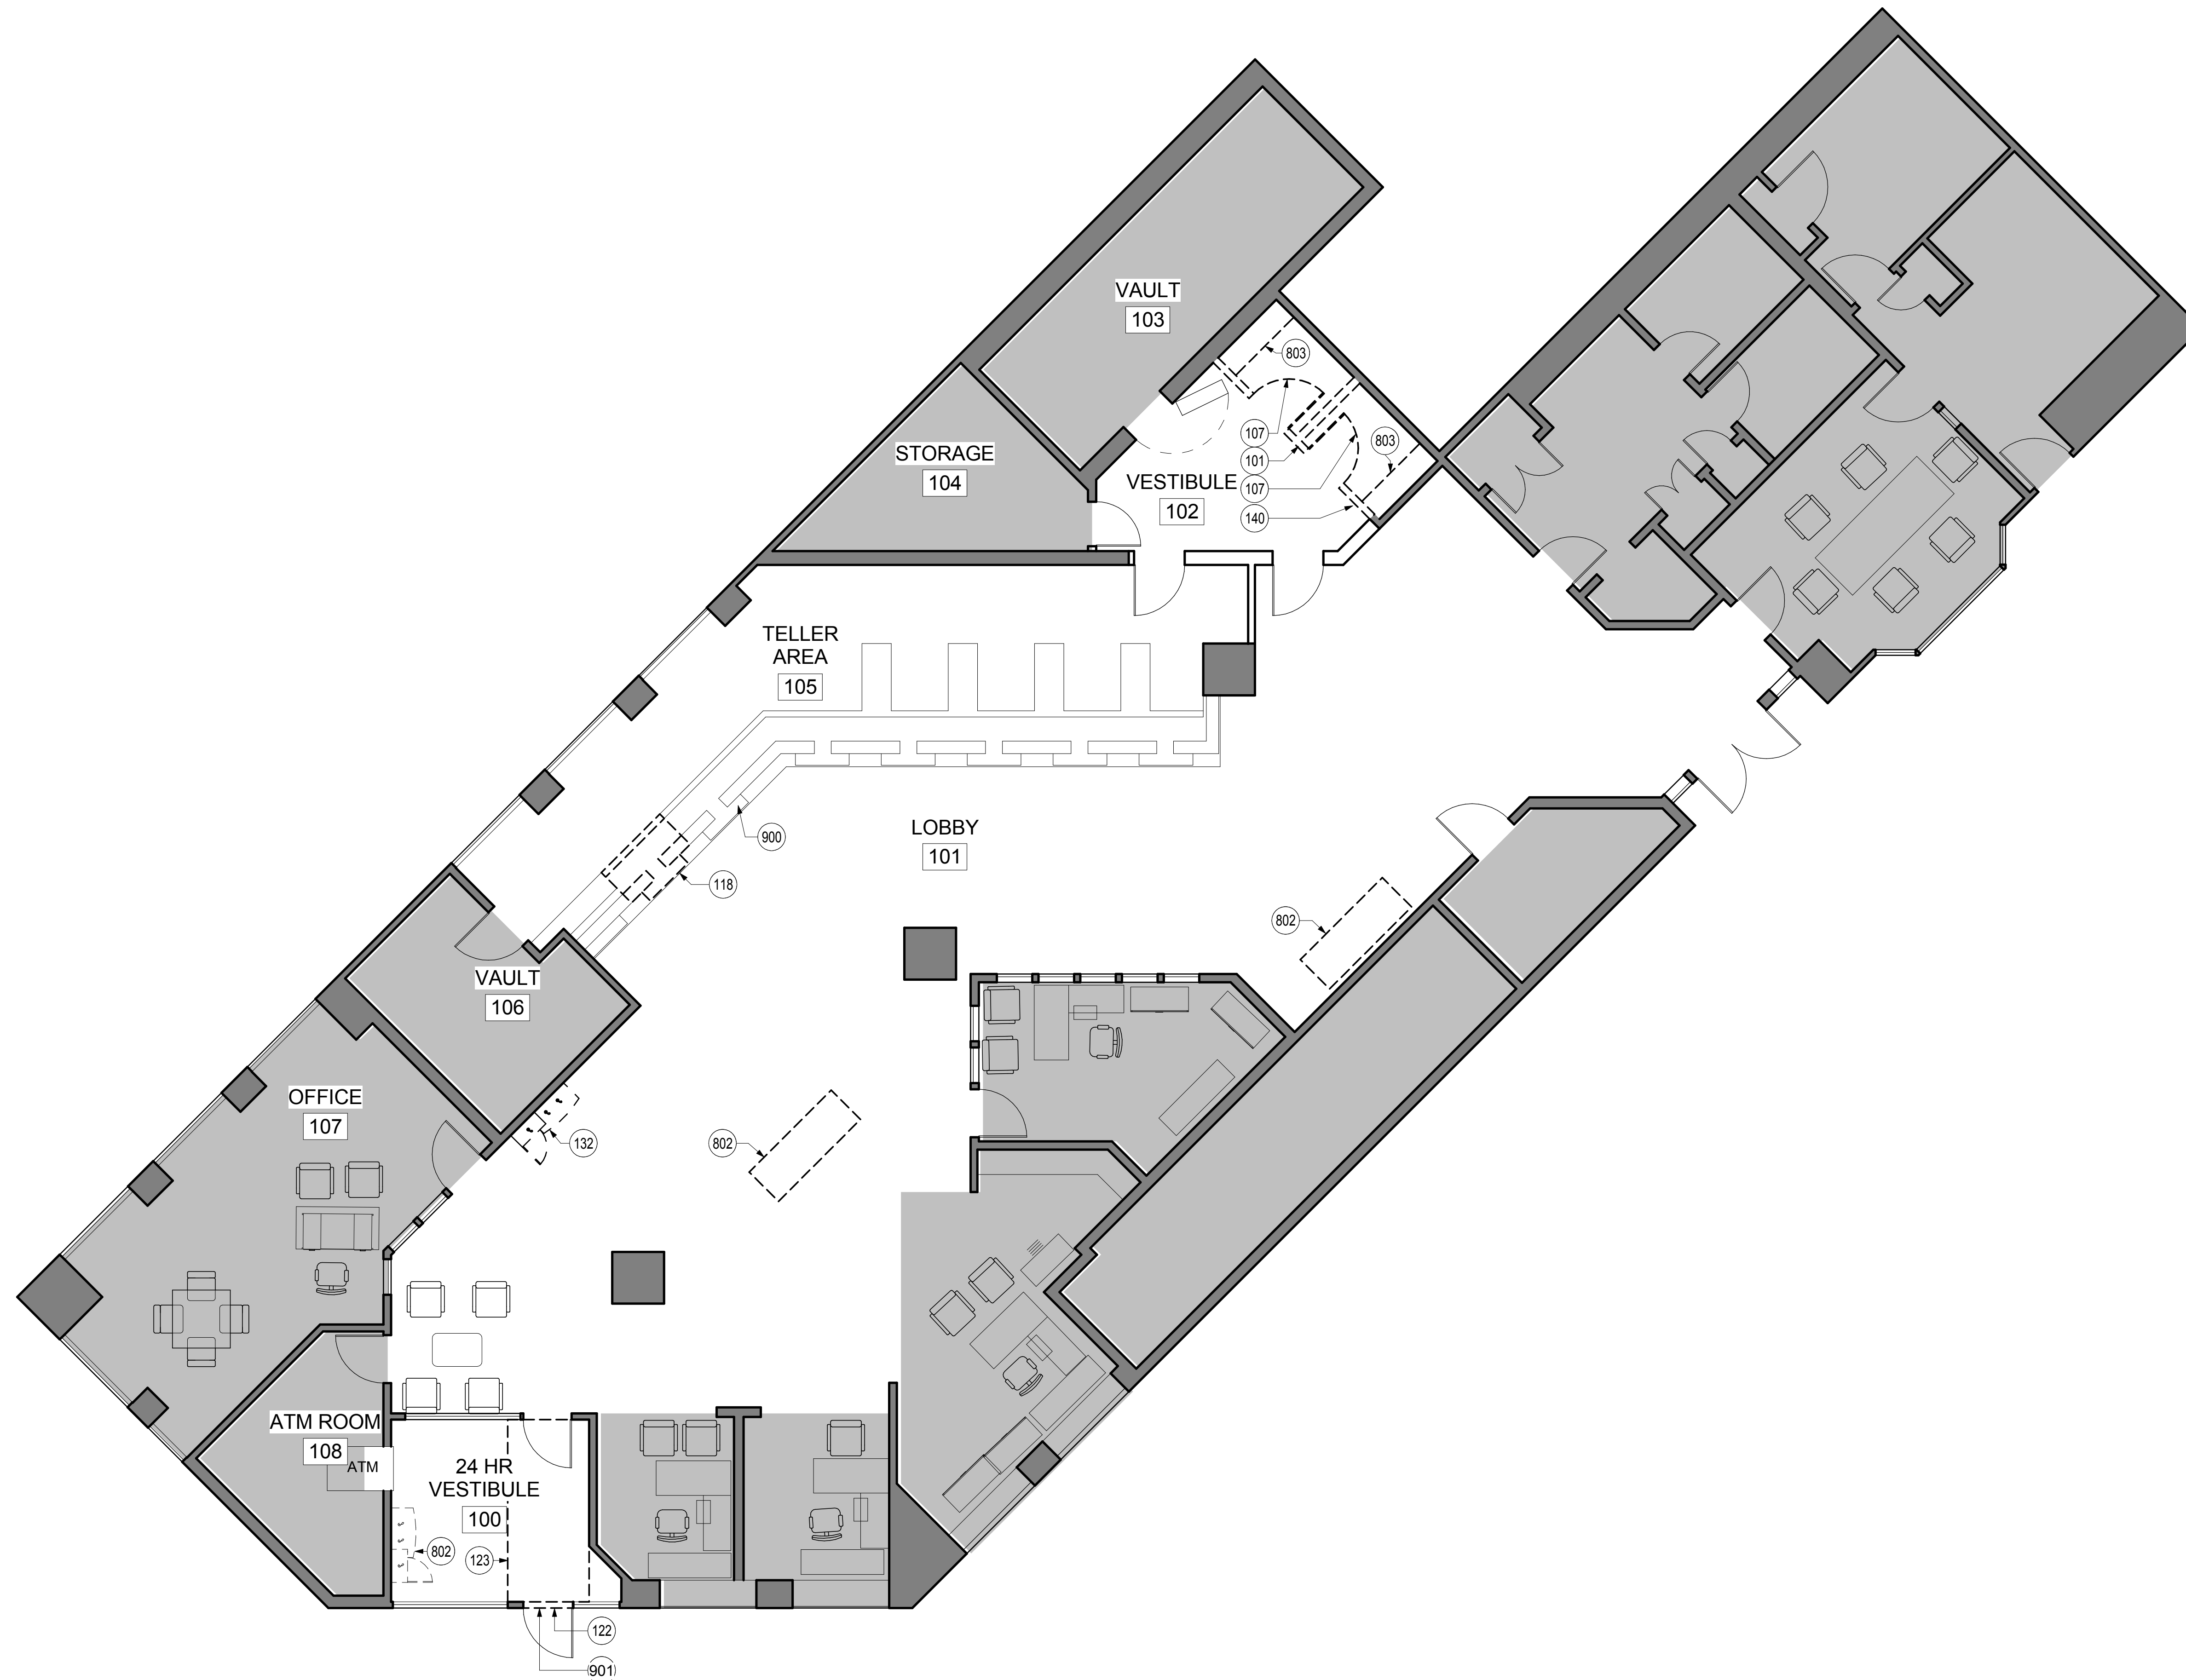 VAULT
103
803
107
803
STORAGE
104
101
VESTIBULE
102
107
140
TELLER
AREA
105
900
LOBBY
101
118
802
VAULT
106
OFFICE
107
132
802
ATM ROOM
108
ATM
24 HR
VESTIBULE
100
802
123
122
901